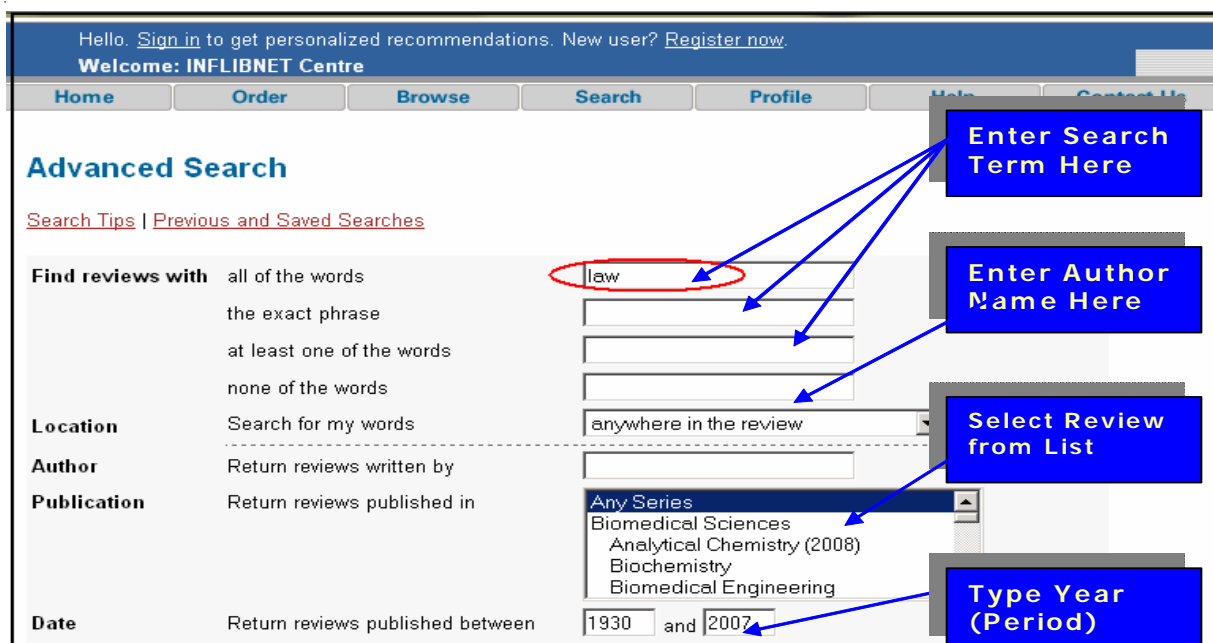 Hello. Sign in to get personalized recommendations. New user? Register now.
Welcome: INFLIBNET Centre
Home Order Browse Search Profile Help Contact Us
Enter Search
Term Here
Advanced Search
Search Tips | Previous and Saved Searches
Find reviews with all of the words law
Enter Author
Name Here
the exact phrase
at least one of the words
none of the words
Location Search for my words anywhere in the review
Select Review
from List
Author Return reviews written by
Publication Return reviews published in Any Series
Biomedical Sciences
Analytical Chemistry (2008)
Biochemistry
Biomedical Engineering
Type Year
(Period)
Date Return reviews published between 1930 and 2007